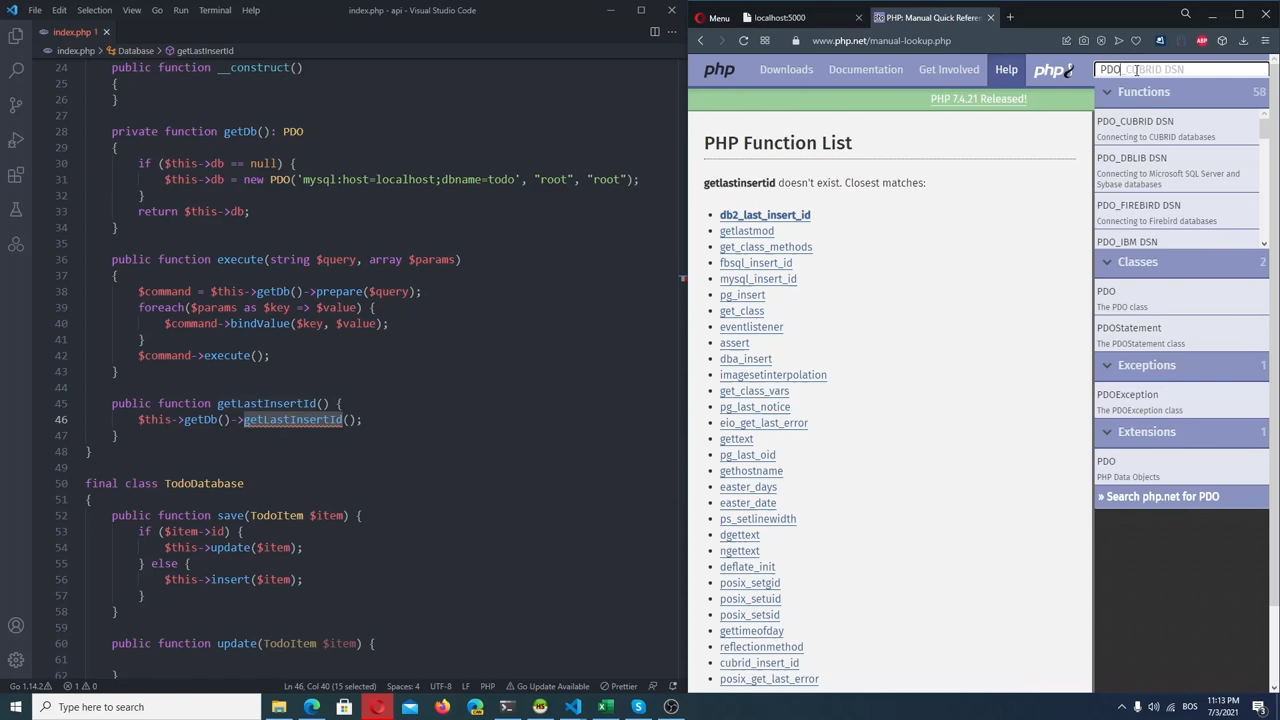 File Edit Selection View Go Run Terminal Help
index.php - api - Visual Studio Code
index.php 1
index.php > Database > getLastInsertId
24 public function __construct()
25 {
26 }
27
28 private function getDb(): PDO
29 {
30 if ($this->db == null) {
31 $this->db = new PDO('mysql:host=localhost;dbname=todo', "root", "root");
32
33 return $this->db;
34 }
35
36 public function execute(string $query, array $params)
37 {
38 $command = $this->getDb()->prepare($query);
39 foreach($params as $key => $value) {
40 $command->bindValue($key, $value);
41 }
42 $command->execute();
43 }
44
45 public function getLastInsertId() {
46 $this->getDb()->getLastInsertId();
47 }
48 }
49
50 final class TodoDatabase
51 {
52 public function save(TodoItem $item) {
53 if ($item->id) {
54 $this->update($item);
55 } else {
56 $this->insert($item);
57 }
58 }
59
60 public function update(TodoItem $item) {
61
62 }
Go 1.14.2 1 0
Ln 46, Col 40 (15 selected) Spaces: 4 UTF-8 LF PHP Go Update Available Prettier
Menu
localhost:5000
PHP: Manual Quick Referen
www.php.net/manual-lookup.php
php Downloads Documentation Get Involved Help php8
PDO_CUBRID DSN
PHP 7.4.21 Released!
PHP Function List
getlastinsertid doesn't exist. Closest matches:
db2_last_insert_id
getlastmod
get_class_methods
fbsql_insert_id
mysql_insert_id
pg_insert
get_class
eventlistener
assert
dba_insert
imagesetinterpolation
get_class_vars
pg_last_notice
eio_get_last_error
gettext
pg_last_oid
gethostname
easter_days
easter_date
ps_setlinewidth
dgettext
ngettext
deflate_init
posix_setgid
posix_setuid
posix_setsid
gettimeofday
reflectionmethod
cubrid_insert_id
posix_get_last_error
Functions 58
PDO_CUBRID DSN
Connecting to CUBRID databases
PDO_DBLIB DSN
Connecting to Microsoft SQL Server and
Sybase databases
PDO_FIREBIRD DSN
Connecting to Firebird databases
PDO_IBM DSN
Classes 2
PDO
The PDO class
PDOStatement
The PDOStatement class
Exceptions 1
PDOException
The PDOException class
Extensions 1
PDO
PHP Data Objects
» Search php.net for PDO
Type here to search
BOS
11:13 PM
7/3/2021